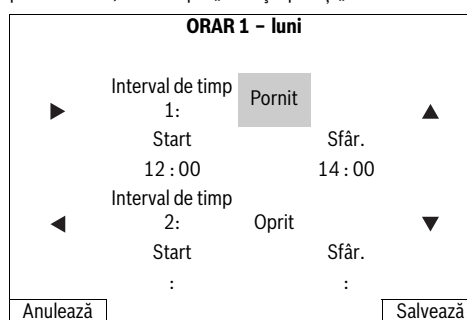 ORAR 1 – luni
Interval de timp
1:
Pornit
Start Sfâr.
12 : 00 14 : 00
Interval de timp
2:
Oprit
Start Sfâr.
: :
Anulează Salvează